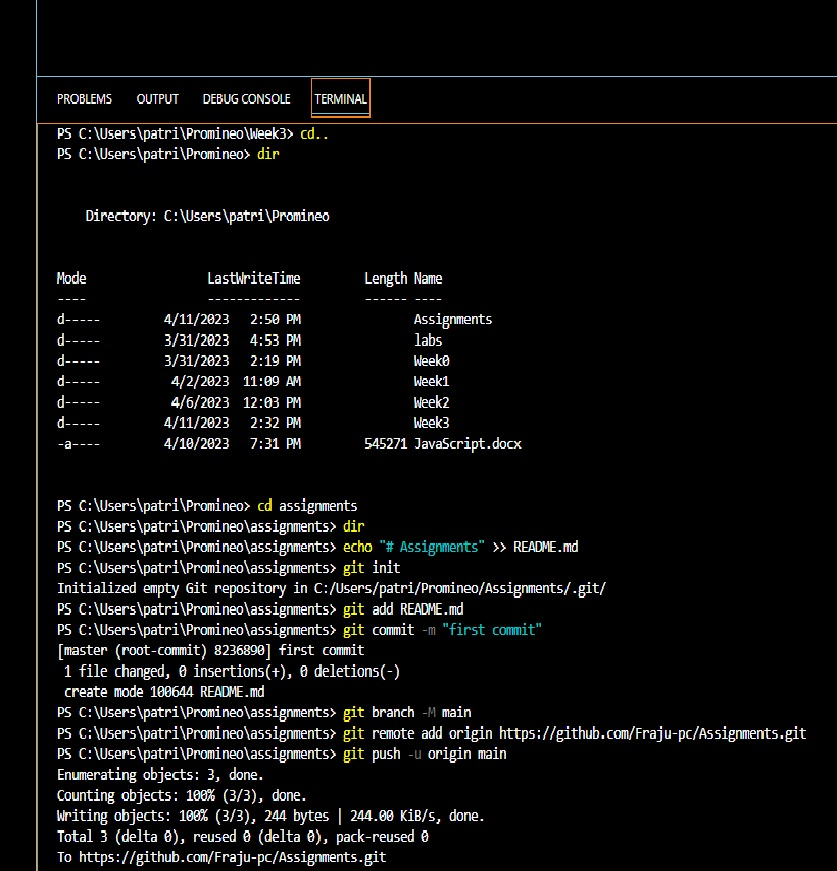 PROBLEMS OUTPUT DEBUG CONSOLE TERMINAL
PS C:\Users\patri\Promineo\Week3> cd..
PS C:\Users\patri\Promineo> dir
Directory: C:\Users\patri\Promineo
Mode LastWriteTime Length Name
---- ------------- ------ ----
d----- 4/11/2023 2:50 PM Assignments
d----- 3/31/2023 4:53 PM labs
d----- 3/31/2023 2:19 PM Week0
d----- 4/2/2023 11:09 AM Week1
d----- 4/6/2023 12:03 PM Week2
d----- 4/11/2023 2:32 PM Week3
-a---- 4/10/2023 7:31 PM 545271 JavaScript.docx
PS C:\Users\patri\Promineo> cd assignments
PS C:\Users\patri\Promineo\assignments> dir
PS C:\Users\patri\Promineo\assignments> echo "# Assignments" >> README.md
PS C:\Users\patri\Promineo\assignments> git init
Initialized empty Git repository in C:/Users/patri/Promineo/Assignments/.git/
PS C:\Users\patri\Promineo\assignments> git add README.md
PS C:\Users\patri\Promineo\assignments> git commit -m "first commit"
[master (root-commit) 8236890] first commit
1 file changed, 0 insertions(+), 0 deletions(-)
create mode 100644 README.md
PS C:\Users\patri\Promineo\assignments> git branch -M main
PS C:\Users\patri\Promineo\assignments> git remote add origin https://github.com/Fraju-pc/Assignments.git
PS C:\Users\patri\Promineo\assignments> git push -u origin main
Enumerating objects: 3, done.
Counting objects: 100% (3/3), done.
Writing objects: 100% (3/3), 244 bytes | 244.00 KiB/s, done.
Total 3 (delta 0), reused 0 (delta 0), pack-reused 0
To https://github.com/Fraju-pc/Assignments.git